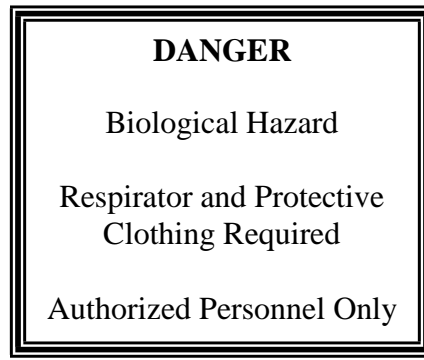 DANGER
Biological Hazard
Respirator and Protective
Clothing Required
Authorized Personnel Only